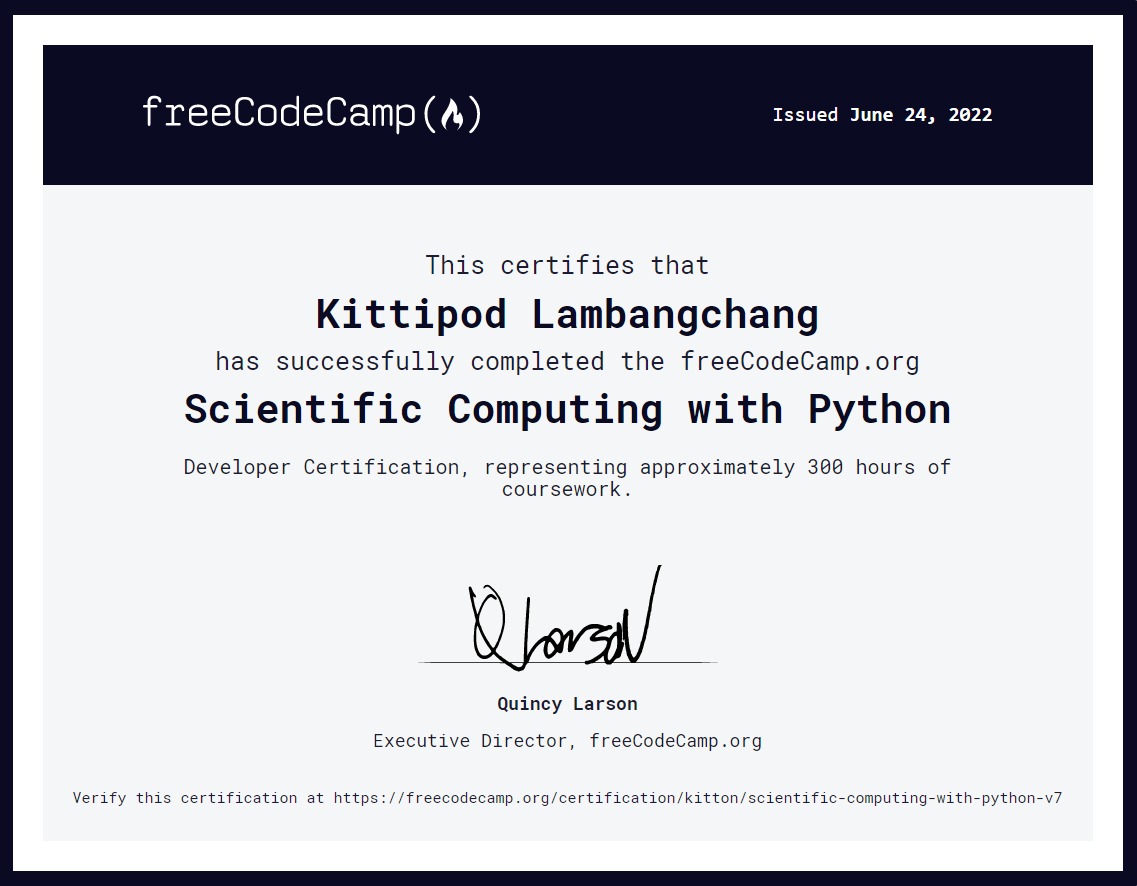 freeCodeCamp(🔥)
Issued June 24, 2022
This certifies that
Kittipod Lambangchang
has successfully completed the freeCodeCamp.org
Scientific Computing with Python
Developer Certification, representing approximately 300 hours of
coursework.
Q Larson
Quincy Larson
Executive Director, freeCodeCamp.org
Verify this certification at https://freecodecamp.org/certification/kitton/scientific-computing-with-python-v7